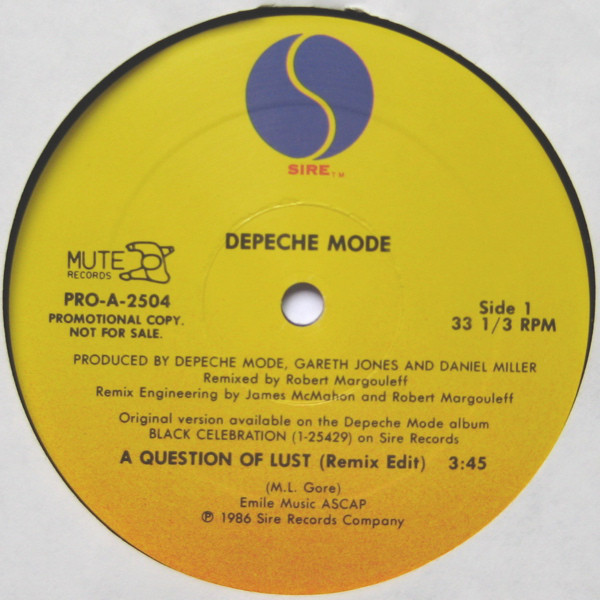 SIRE™
DEPECHE MODE
MUTE
RECORDS
PRO-A-2504
PROMOTIONAL COPY.
NOT FOR SALE.
Side 1
33 1/3 RPM
PRODUCED BY DEPECHE MODE, GARETH JONES AND DANIEL MILLER
Remixed by Robert Margouleff
Remix Engineering by James McMahon and Robert Margouleff
Original version available on the Depeche Mode album
BLACK CELEBRATION (1-25429) on Sire Records
A QUESTION OF LUST (Remix Edit) 3:45
(M.L. Gore)
Emile Music ASCAP
℗ 1986 Sire Records Company